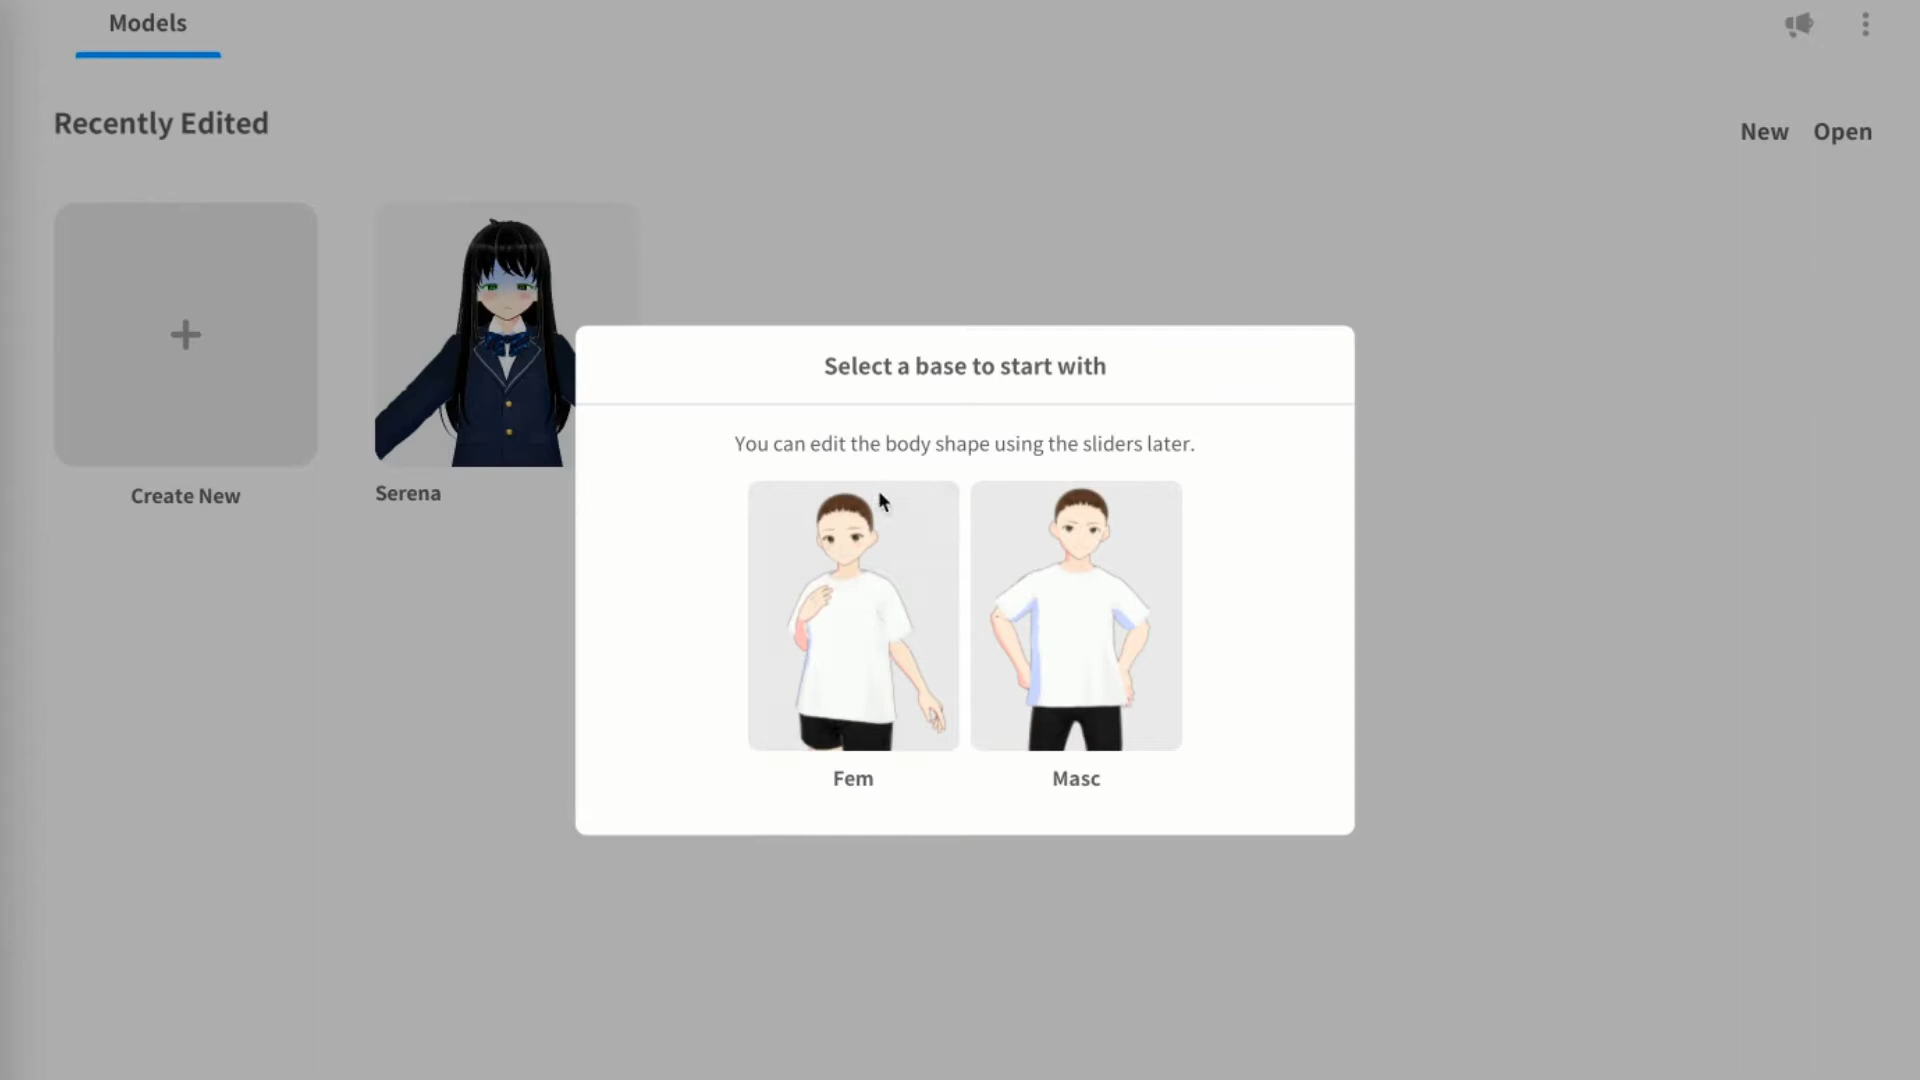 Models
Recently Edited
New Open
Create New
Serena
Select a base to start with
You can edit the body shape using the sliders later.
Fem
Masc